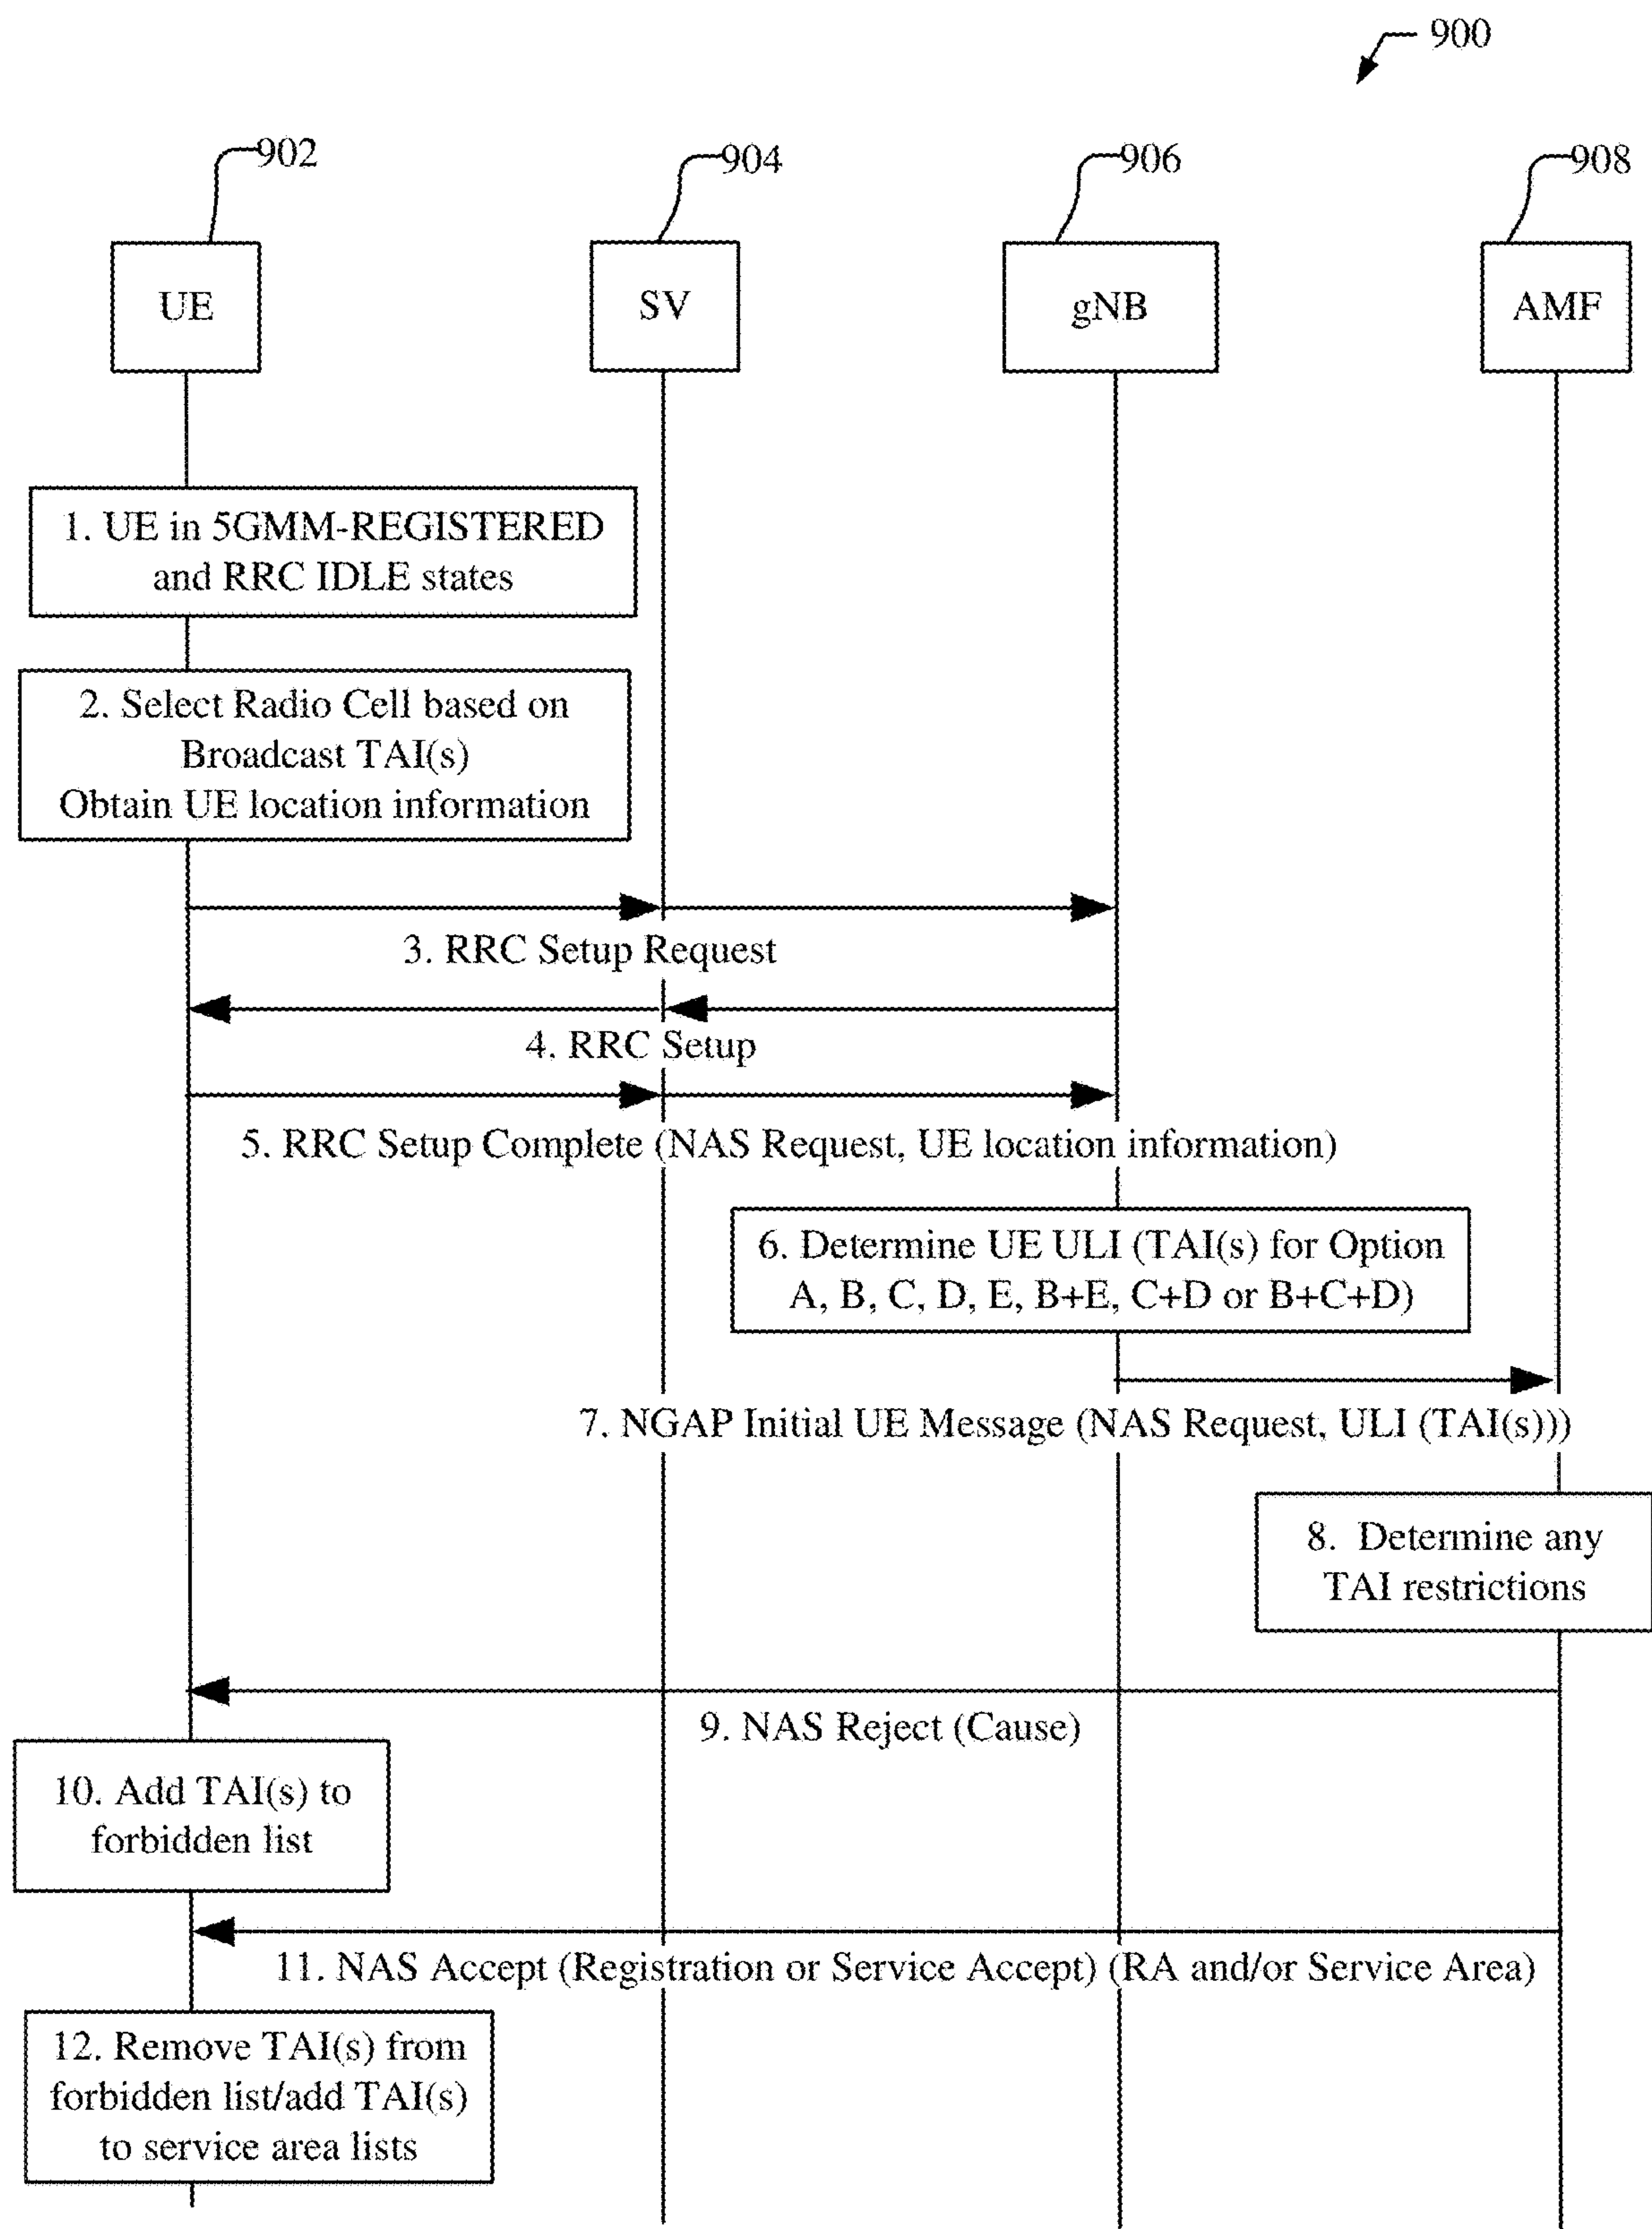 900
902
904
906
908
UE
SV
gNB
AMF
1. UE in 5GMM-REGISTERED
and RRC IDLE states
2. Select Radio Cell based on
Broadcast TAI(s)
Obtain UE location information
3. RRC Setup Request
4. RRC Setup
5. RRC Setup Complete (NAS Request, UE location information)
6. Determine UE ULI (TAI(s) for Option
A, B, C, D, E, B+E, C+D or B+C+D)
7. NGAP Initial UE Message (NAS Request, ULI (TAI(s)))
8. Determine any
TAI restrictions
9. NAS Reject (Cause)
10. Add TAI(s) to
forbidden list
11. NAS Accept (Registration or Service Accept) (RA and/or Service Area)
12. Remove TAI(s) from
forbidden list/add TAI(s)
to service area lists